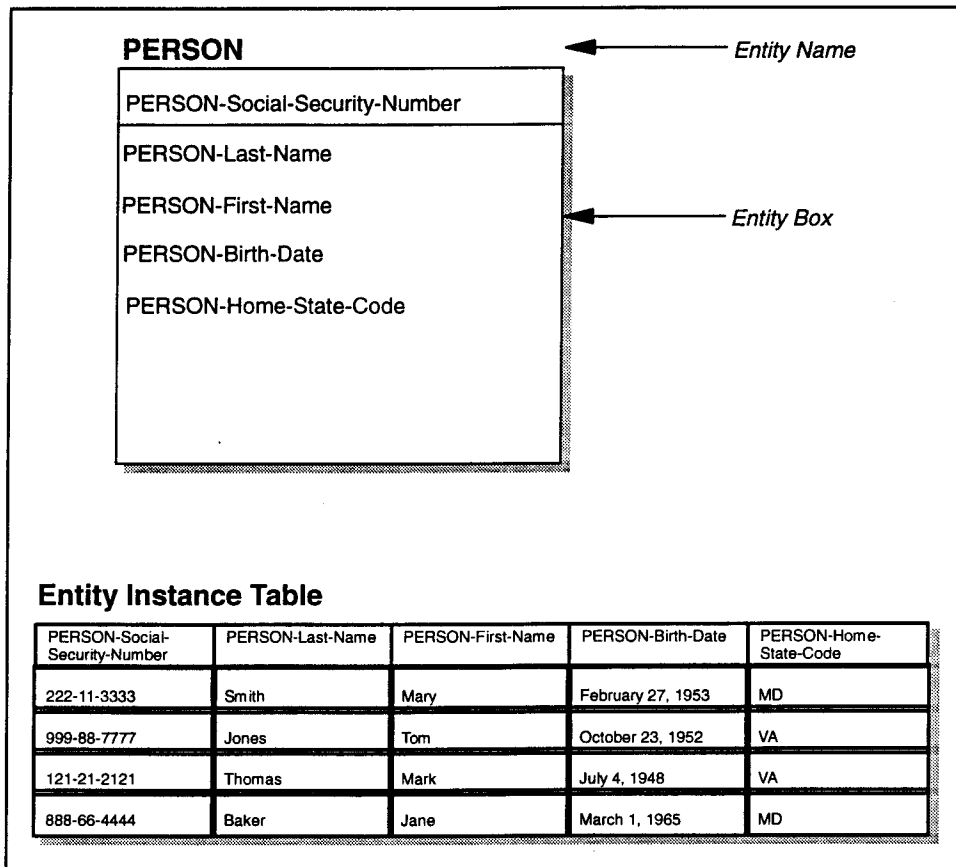 PERSON
Entity Name
PERSON-Social-Security-Number
PERSON-Last-Name
PERSON-First-Name
Entity Box
PERSON-Birth-Date
PERSON-Home-State-Code
Entity Instance Table
PERSON-Social-Security-Number PERSON-Last-Name PERSON-First-Name PERSON-Birth-Date PERSON-Home-State-Code
222-11-3333 Smith Mary February 27, 1953 MD
999-88-7777 Jones Tom October 23, 1952 VA
121-21-2121 Thomas Mark July 4, 1948 VA
888-66-4444 Baker Jane March 1, 1965 MD